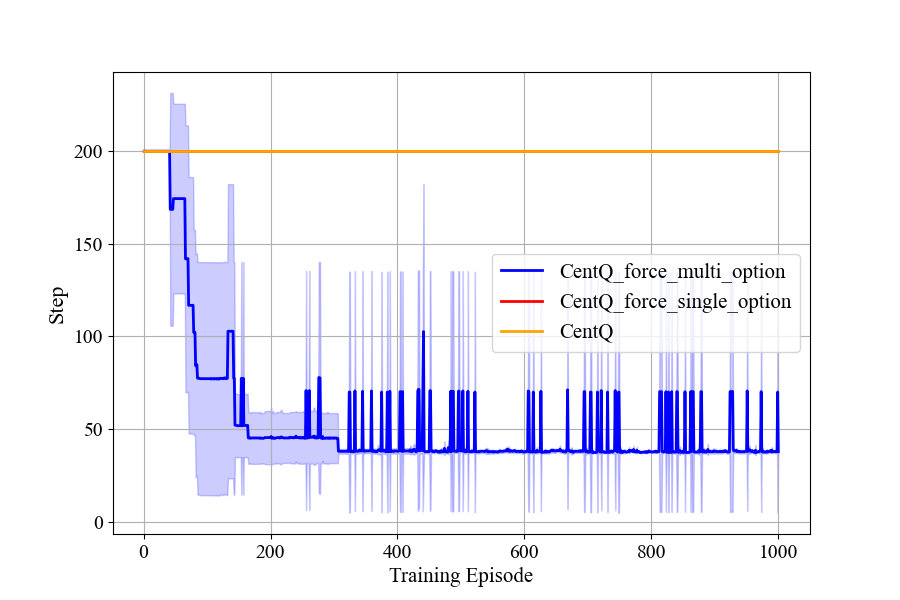 200
150
100
50
0
Step
CentQ_force_multi_option
CentQ_force_single_option
CentQ
0 200 400 600 800 1000
Training Episode